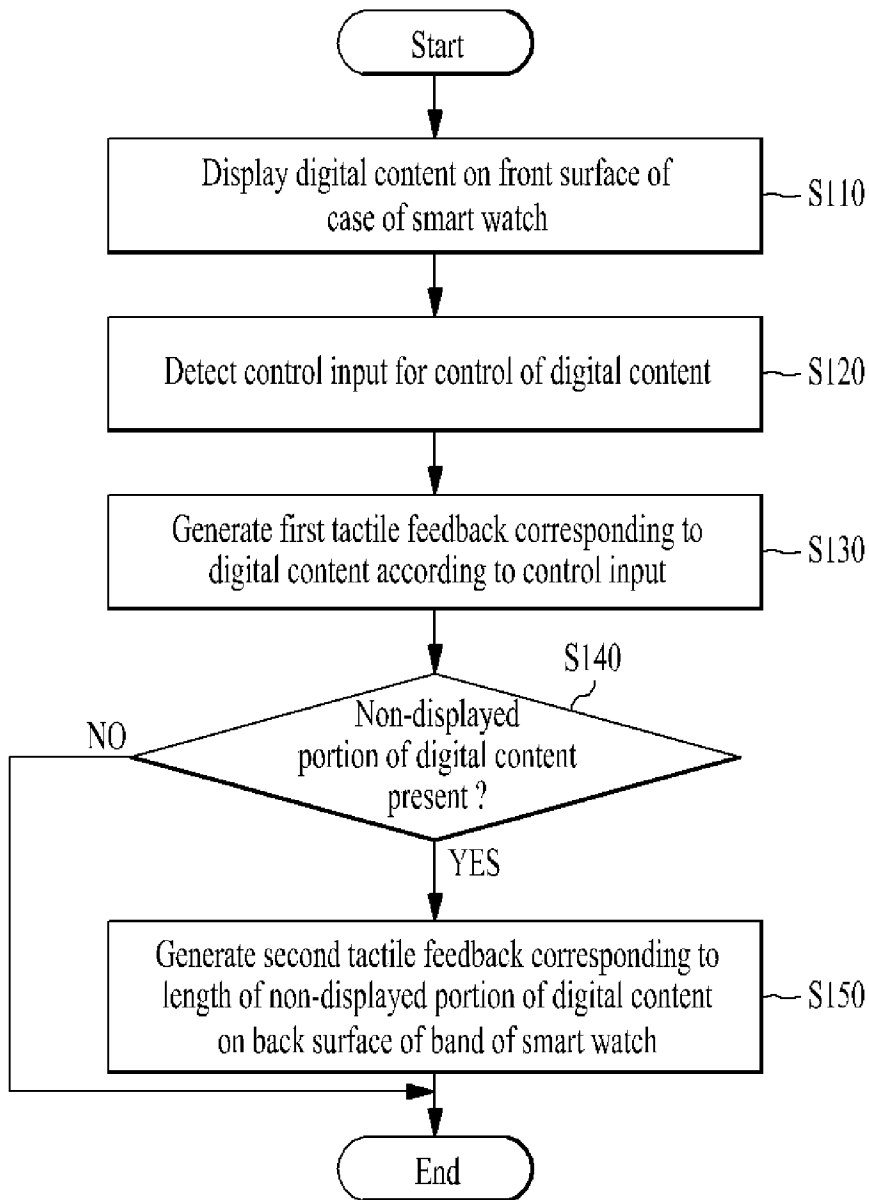 Start
Display digital content on front surface of
case of smart watch
S110
Detect control input for control of digital content
S120
Generate first tactile feedback corresponding to
digital content according to control input
S130
S140
Non-displayed
portion of digital content
present ?
NO
YES
Generate second tactile feedback corresponding to
length of non-displayed portion of digital content
on back surface of band of smart watch
S150
End